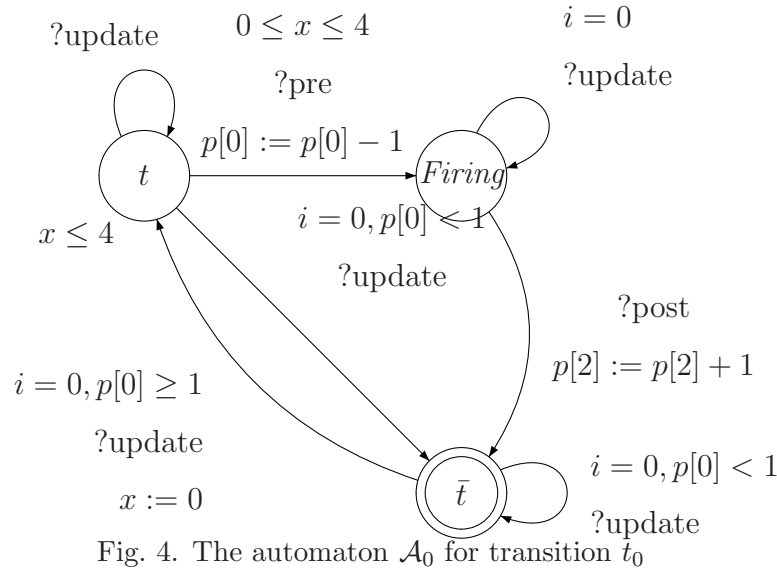 ?update
0 ≤ x ≤ 4
?pre
p[0] := p[0] − 1
i = 0
?update
t
Firing
x ≤ 4
i = 0, p[0] < 1
?update
?post
p[2] := p[2] + 1
i = 0, p[0] ≥ 1
?update
x := 0
t̄
i = 0, p[0] < 1
?update
Fig. 4. The automaton 𝒜₀ for transition t₀